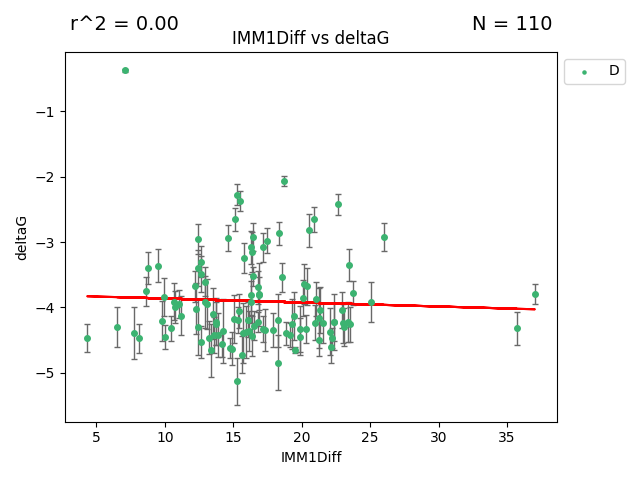 r^2 = 0.00
N = 110
IMM1Diff vs deltaG
D
−1
−2
−3
−4
−5
deltaG
5 10 15 20 25 30 35
IMM1Diff